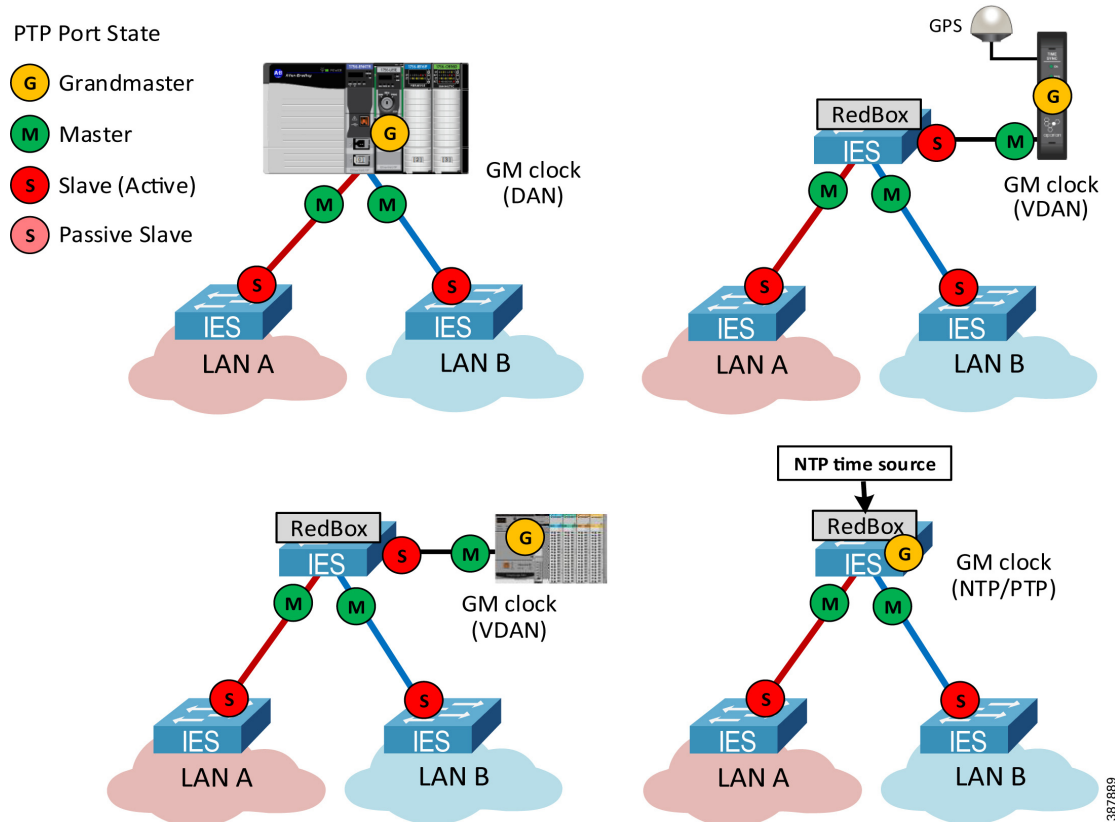 PTP Port State
G Grandmaster
M Master
S Slave (Active)
S Passive Slave
G
GM clock
(DAN)
M M
S S
IES IES
LAN A LAN B
GPS
G
RedBox
IES
S M
GM clock
(VDAN)
M M
S S
IES IES
LAN A LAN B
RedBox
IES
S M G
GM clock
(VDAN)
M M
S S
IES IES
LAN A LAN B
NTP time source
RedBox
IES
G
GM clock
(NTP/PTP)
M M
S S
IES IES
LAN A LAN B
387889